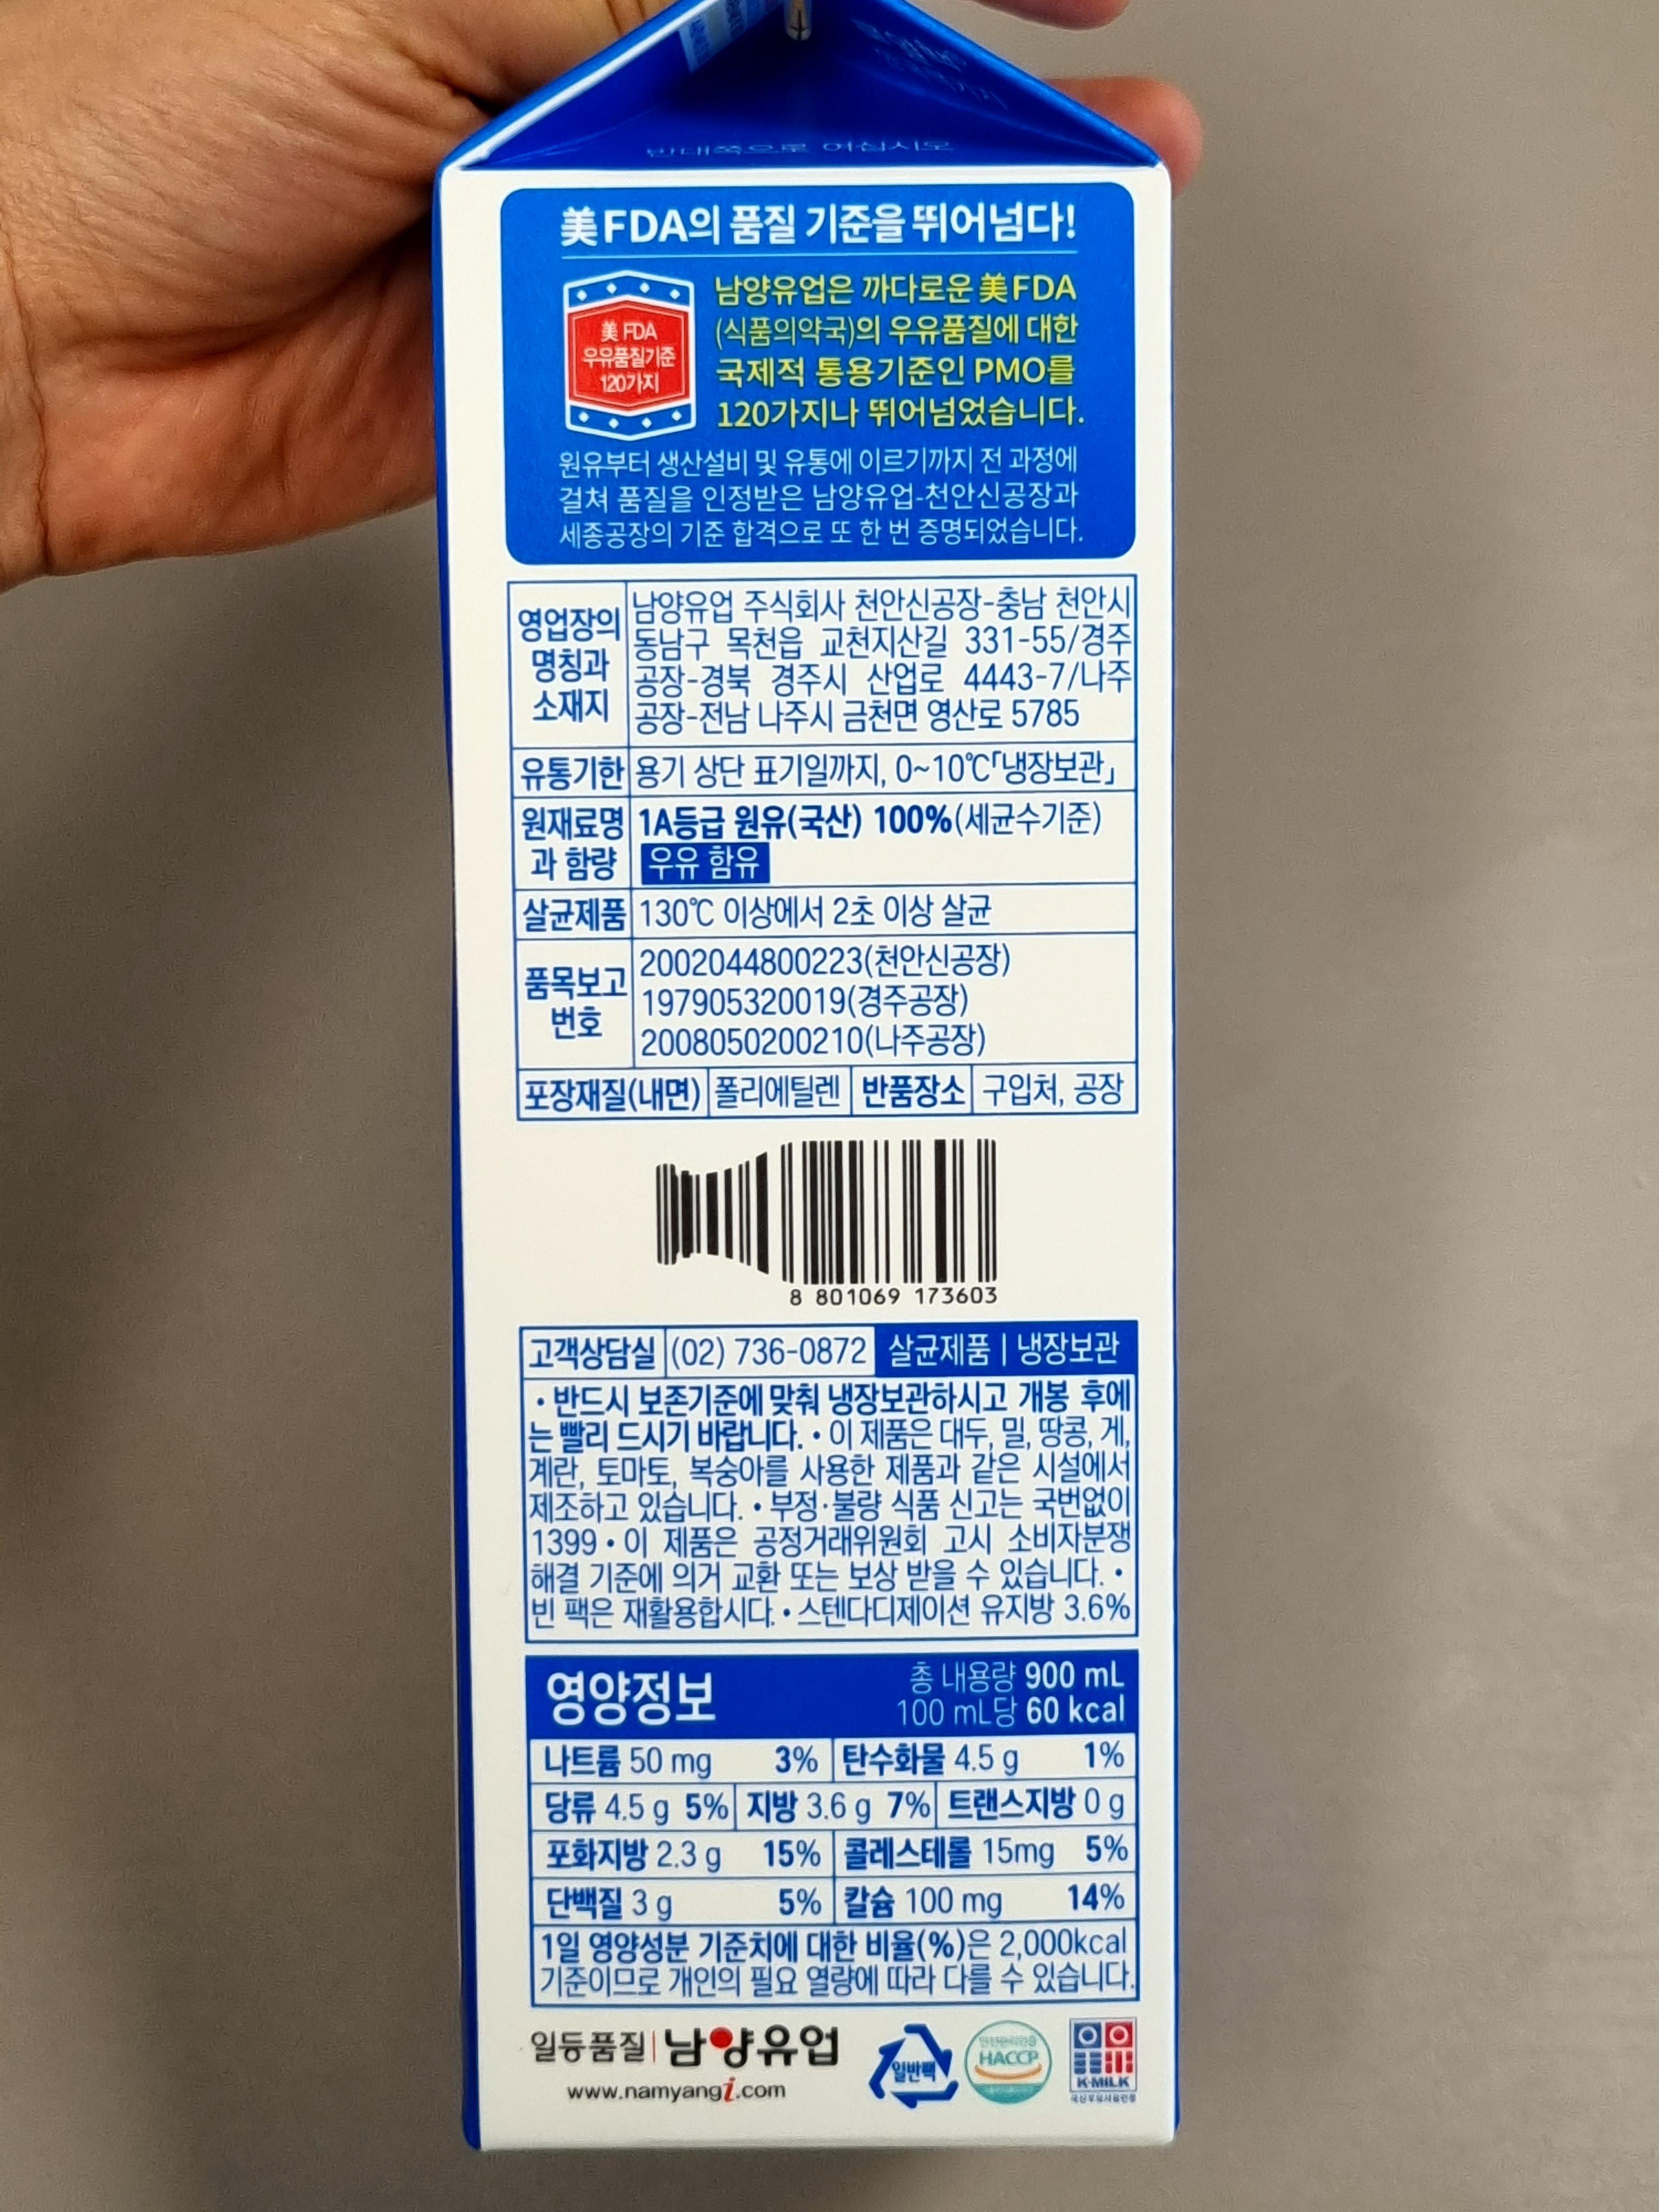 반대쪽으로 여십시오
美FDA의 품질 기준을 뛰어넘다!
美 FDA
우유품질기준
120가지
남양유업은 까다로운 美FDA
(식품의약국)의 우유품질에 대한
국제적 통용기준인 PMO를
120가지나 뛰어넘었습니다.
원유부터 생산설비 및 유통에 이르기까지 전 과정에
걸쳐 품질을 인정받은 남양유업-천안신공장과
세종공장의 기준 합격으로 또 한 번 증명되었습니다.
영업장의
명칭과
소재지
남양유업 주식회사 천안신공장-충남 천안시
동남구 목천읍 교천지산길 331-55/경주
공장-경북 경주시 산업로 4443-7/나주
공장-전남 나주시 금천면 영산로 5785
유통기한 용기 상단 표기일까지, 0~10℃「냉장보관」
원재료명
과 함량
1A등급 원유(국산) 100%(세균수기준)
우유 함유
살균제품 130℃ 이상에서 2초 이상 살균
품목보고
번호
2002044800223(천안신공장)
197905320019(경주공장)
2008050200210(나주공장)
포장재질(내면) 폴리에틸렌 반품장소 구입처, 공장
8 801069 173603
고객상담실 (02) 736-0872 살균제품 | 냉장보관
• 반드시 보존기준에 맞춰 냉장보관하시고 개봉 후에
는 빨리 드시기 바랍니다. • 이 제품은 대두, 밀, 땅콩, 게,
계란, 토마토, 복숭아를 사용한 제품과 같은 시설에서
제조하고 있습니다. • 부정·불량 식품 신고는 국번없이
1399 • 이 제품은 공정거래위원회 고시 소비자분쟁
해결 기준에 의거 교환 또는 보상 받을 수 있습니다. •
빈 팩은 재활용합시다. • 스텐다디제이션 유지방 3.6%
영양정보
총 내용량 900 mL
100 mL당 60 kcal
나트륨 50 mg 3% 탄수화물 4.5 g 1%
당류 4.5 g 5% 지방 3.6 g 7% 트랜스지방 0 g
포화지방 2.3 g 15% 콜레스테롤 15mg 5%
단백질 3 g 5% 칼슘 100 mg 14%
1일 영양성분 기준치에 대한 비율(%)은 2,000kcal
기준이므로 개인의 필요 열량에 따라 다를 수 있습니다.
일등품질 | 남양유업
www.namyangi.com
일반팩
HACCP
K·MILK
국산우유사용인증